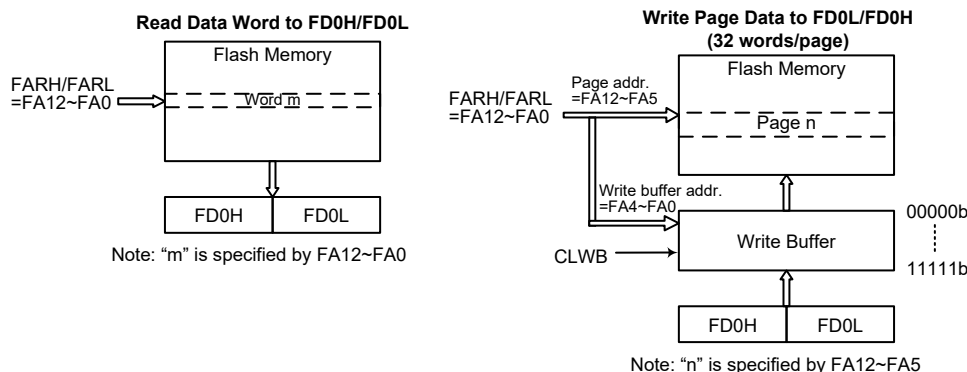 Read Data Word to FD0H/FD0L
Flash Memory
FARH/FARL
=FA12~FA0
Word m
FD0H
FD0L
Note: “m” is specified by FA12~FA0
Write Page Data to FD0L/FD0H
(32 words/page)
Flash Memory
Page addr.
=FA12~FA5
FARH/FARL
=FA12~FA0
Page n
Write buffer addr.
=FA4~FA0
00000b
Write Buffer
CLWB
11111b
FD0H
FD0L
Note: “n” is specified by FA12~FA5